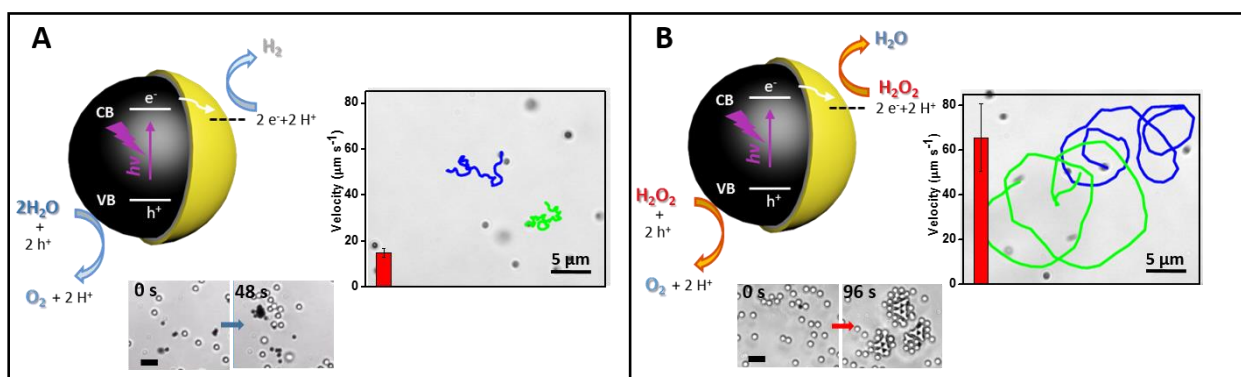 A
H₂
CB
e⁻
2 e⁻+2 H⁺
hν
VB
h⁺
2H₂O
+
2 h⁺
O₂ + 2 H⁺
Velocity (µm s⁻¹)
80
60
40
20
0
5 µm
0 s
48 s
B
H₂O
H₂O₂
CB
e⁻
2 e⁻+2 H⁺
hν
VB
h⁺
H₂O₂
+
2 h⁺
O₂ + 2 H⁺
Velocity (µm s⁻¹)
80
60
40
20
0
5 µm
0 s
96 s